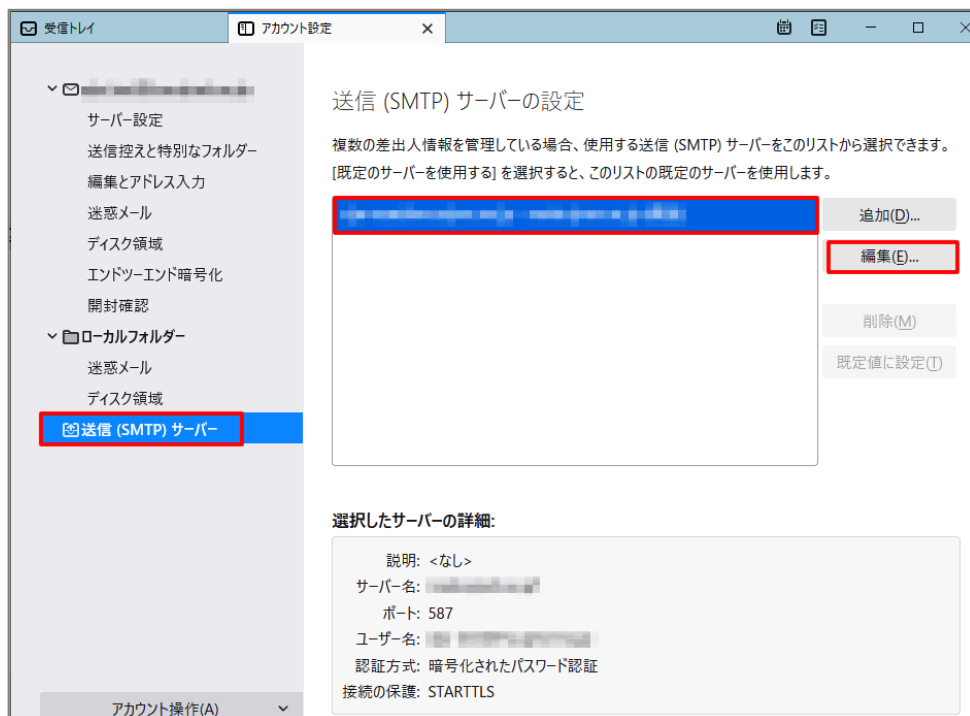 受信トレイ
アカウント設定
サーバー設定
送信控えと特別なフォルダー
編集とアドレス入力
迷惑メール
ディスク領域
エンドツーエンド暗号化
開封確認
ローカルフォルダー
迷惑メール
ディスク領域
送信 (SMTP) サーバー
アカウント操作(A)
送信 (SMTP) サーバーの設定
複数の差出人情報を管理している場合、使用する送信 (SMTP) サーバーをこのリストから選択できます。
[既定のサーバーを使用する] を選択すると、このリストの既定のサーバーを使用します。
追加(D)...
編集(E)...
削除(M)
既定値に設定(T)
選択したサーバーの詳細:
説明: <なし>
サーバー名:
ポート: 587
ユーザー名:
認証方式: 暗号化されたパスワード認証
接続の保護: STARTTLS